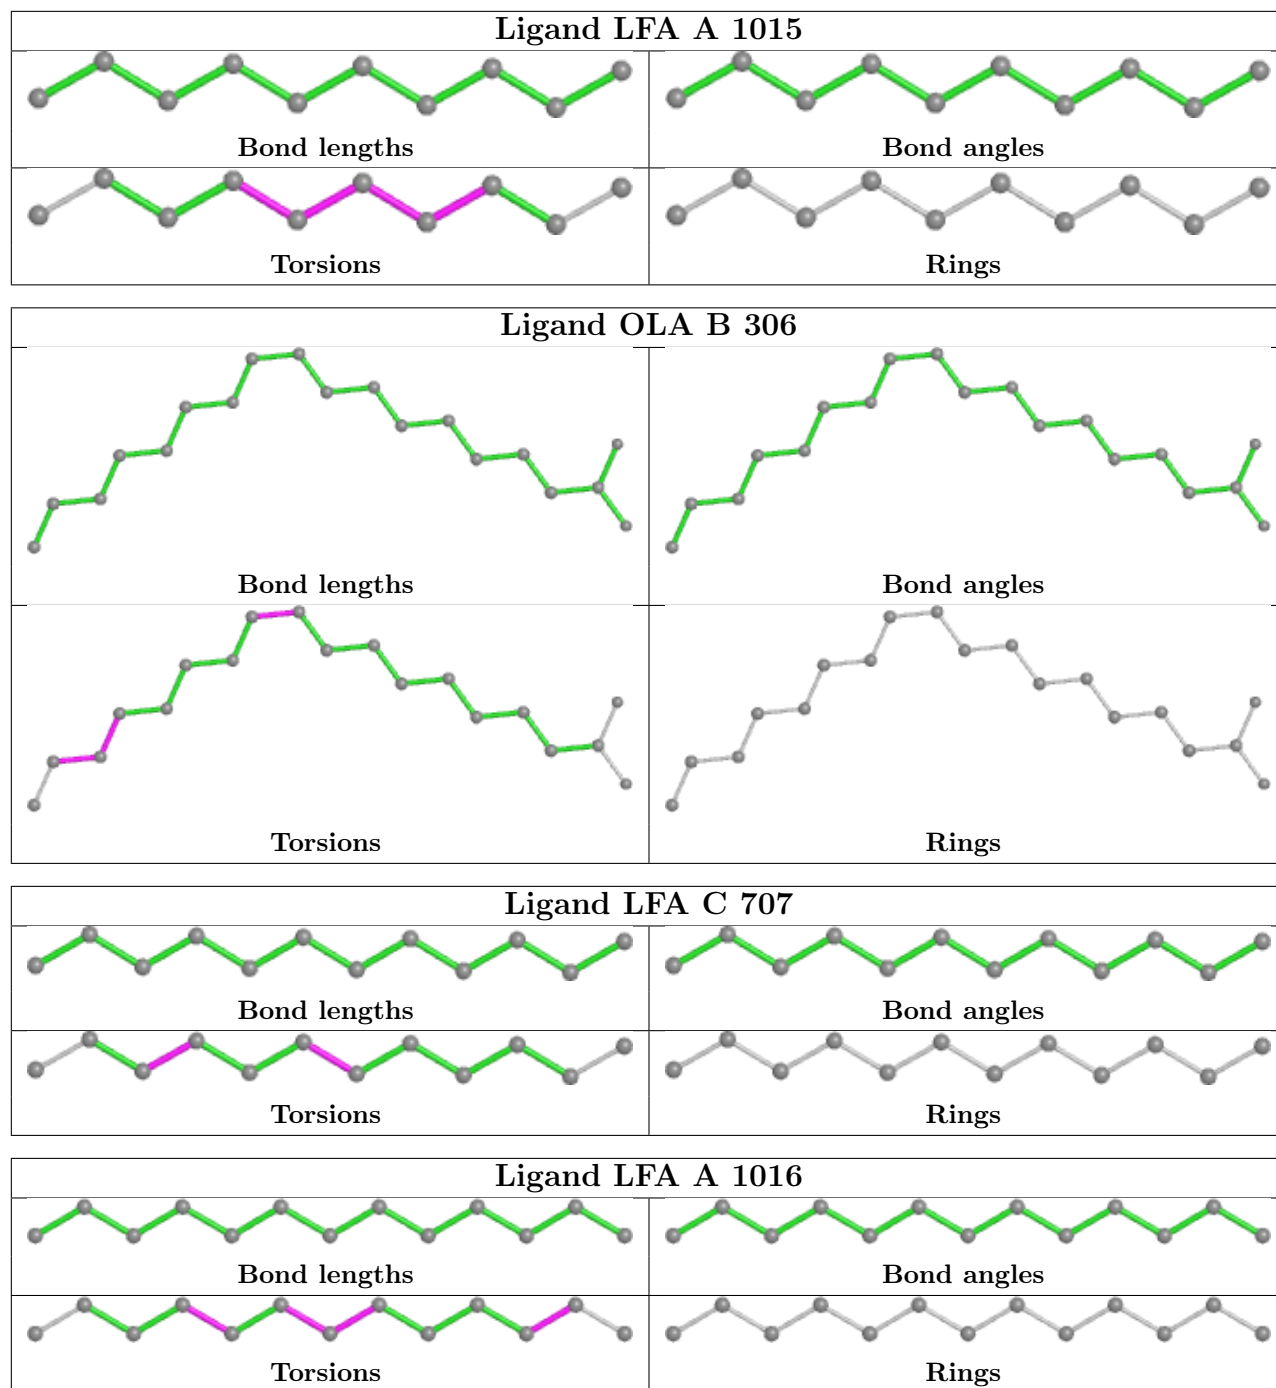 Ligand LFA A 1015
Bond lengths
Bond angles
Torsions
Rings
Ligand OLA B 306
Bond lengths
Bond angles
Torsions
Rings
Ligand LFA C 707
Bond lengths
Bond angles
Torsions
Rings
Ligand LFA A 1016
Bond lengths
Bond angles
Torsions
Rings